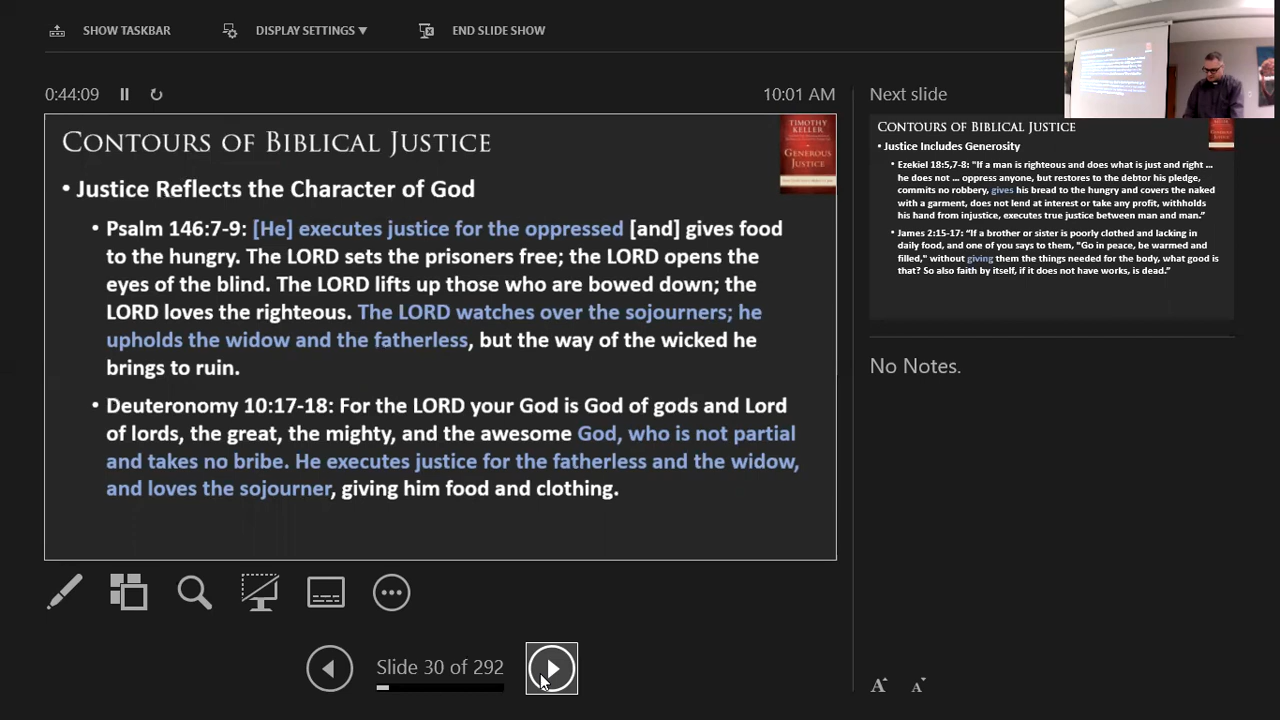 SHOW TASKBAR
DISPLAY SETTINGS ▼
END SLIDE SHOW
0:44:09
10:01 AM
CONTOURS OF BIBLICAL JUSTICE
TIMOTHY
KELLER
GENEROUS
JUSTICE
• Justice Reflects the Character of God
• Psalm 146:7-9: [He] executes justice for the oppressed [and] gives food
to the hungry. The LORD sets the prisoners free; the LORD opens the
eyes of the blind. The LORD lifts up those who are bowed down; the
LORD loves the righteous. The LORD watches over the sojourners; he
upholds the widow and the fatherless, but the way of the wicked he
brings to ruin.
• Deuteronomy 10:17-18: For the LORD your God is God of gods and Lord
of lords, the great, the mighty, and the awesome God, who is not partial
and takes no bribe. He executes justice for the fatherless and the widow,
and loves the sojourner, giving him food and clothing.
Slide 30 of 292
Next slide
CONTOURS OF BIBLICAL JUSTICE
• Justice Includes Generosity
• Ezekiel 18:5,7-8: "If a man is righteous and does what is just and right ...
he does not ... oppress anyone, but restores to the debtor his pledge,
commits no robbery, gives his bread to the hungry and covers the naked
with a garment, does not lend at interest or take any profit, withholds
his hand from injustice, executes true justice between man and man."
• James 2:15-17: "If a brother or sister is poorly clothed and lacking in
daily food, and one of you says to them, "Go in peace, be warmed and
filled," without giving them the things needed for the body, what good is
that? So also faith by itself, if it does not have works, is dead."
No Notes.
A A